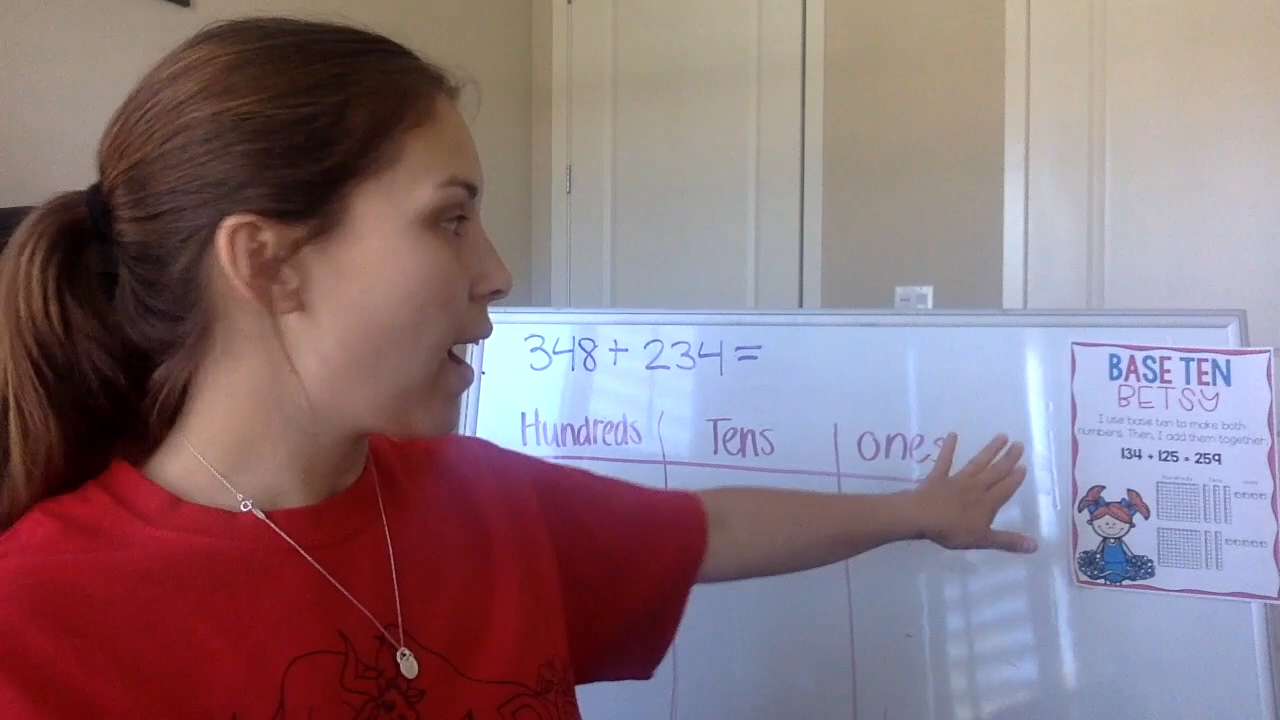 348 + 234 =
Hundreds Tens ones
BASE TEN
BETSY
I use base ten to make both
numbers. Then, I add them together.
134 + 125 = 259
hundreds tens ones